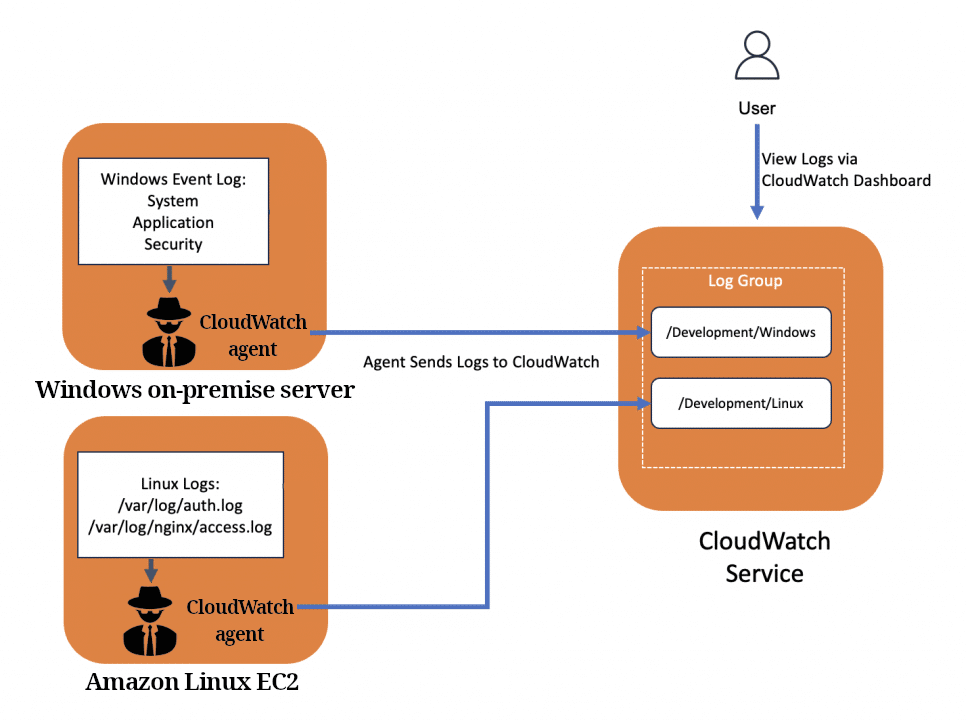 User
View Logs via
CloudWatch Dashboard
Windows Event Log:
System
Application
Security
CloudWatch
agent
Windows on-premise server
Agent Sends Logs to CloudWatch
Log Group
/Development/Windows
/Development/Linux
CloudWatch
Service
Linux Logs:
/var/log/auth.log
/var/log/nginx/access.log
CloudWatch
agent
Amazon Linux EC2